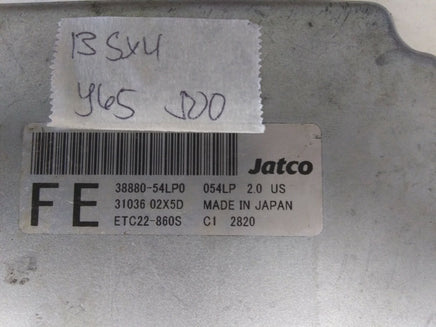 13 SX4
Y65 J00
Jatco
FE
38880-54LP0 054LP 2.0 US
31036 02X5D MADE IN JAPAN
ETC22-860S C1 2820